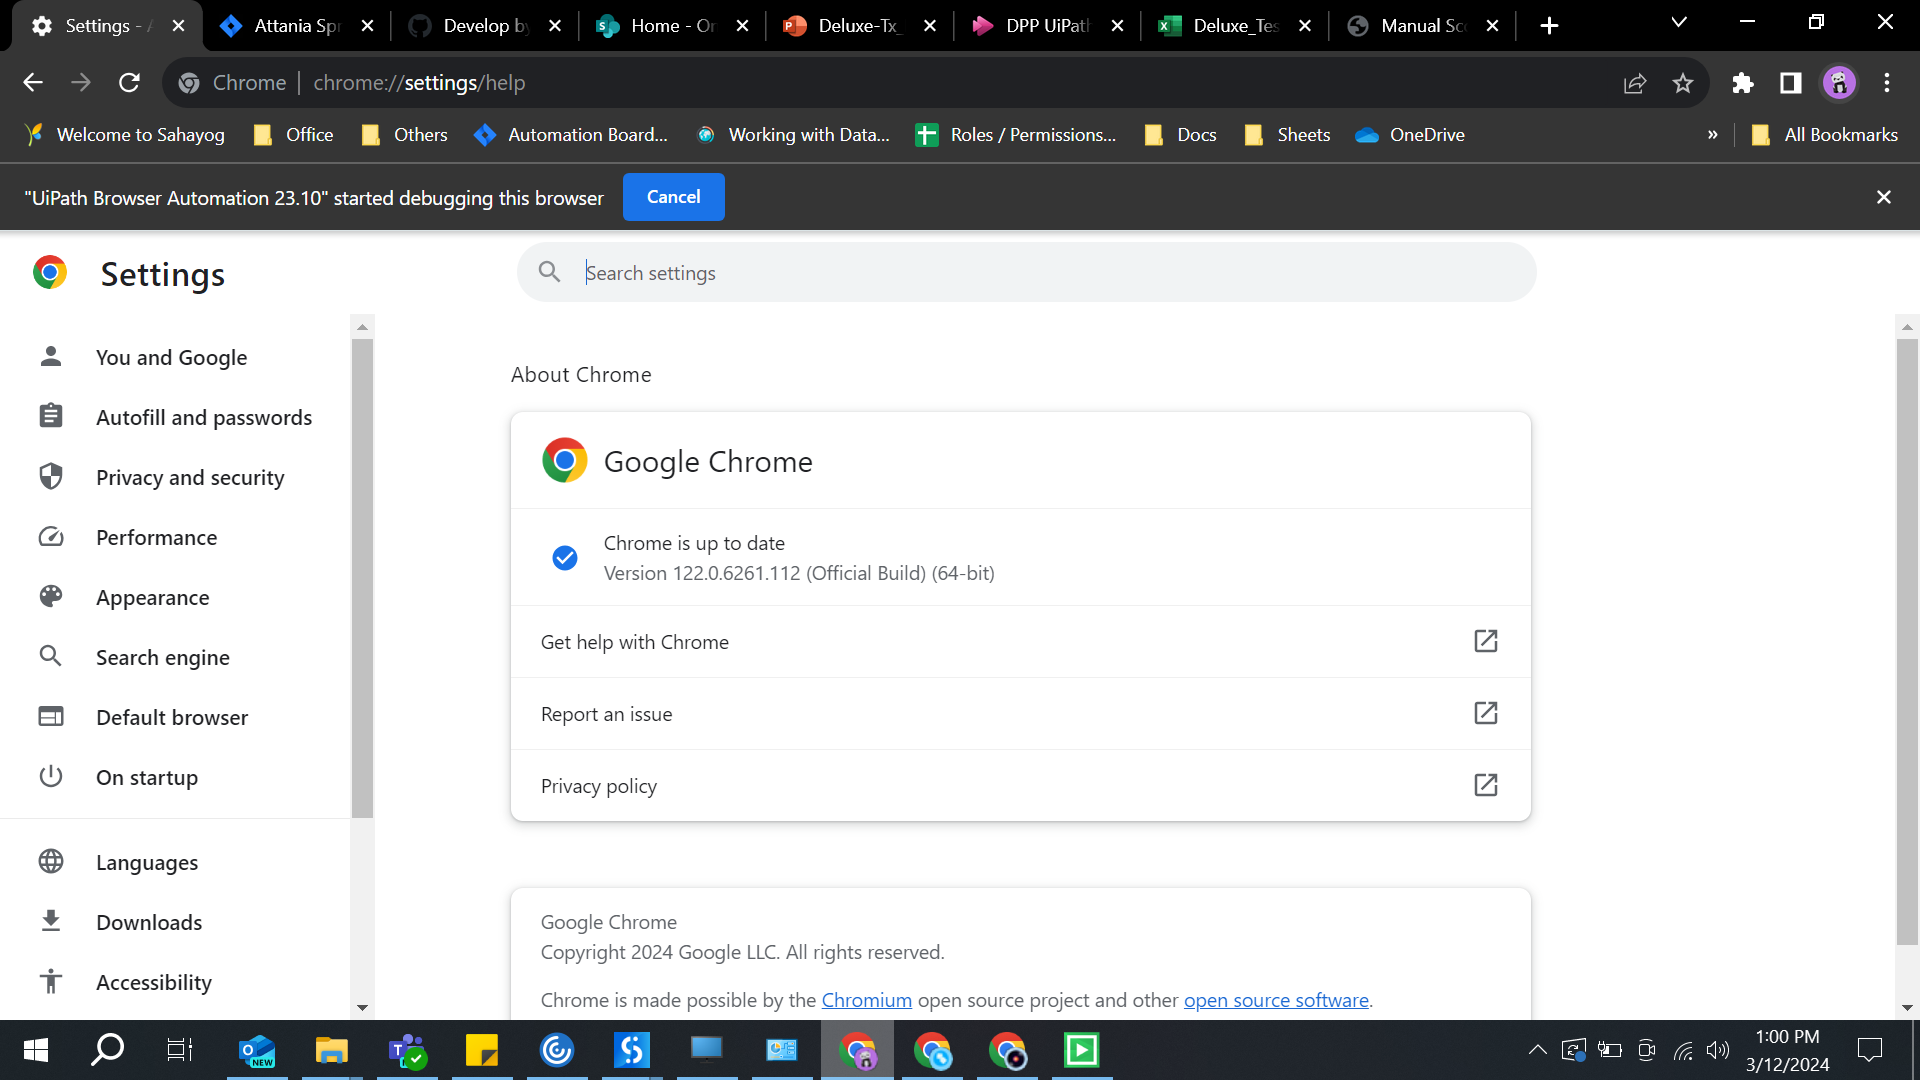 Settings - A
Attania Spr
Develop by
Home - Or
Deluxe-Tx_
DPP UiPath
Deluxe_Tes
Manual Sc
Chrome
chrome://settings/help
Welcome to Sahayog
Office
Others
Automation Board...
Working with Data...
Roles / Permissions...
Docs
Sheets
OneDrive
»
All Bookmarks
"UiPath Browser Automation 23.10" started debugging this browser
Cancel
Settings
Search settings
You and Google
Autofill and passwords
Privacy and security
Performance
Appearance
Search engine
Default browser
On startup
Languages
Downloads
Accessibility
About Chrome
Google Chrome
Chrome is up to date
Version 122.0.6261.112 (Official Build) (64-bit)
Get help with Chrome
Report an issue
Privacy policy
Google Chrome
Copyright 2024 Google LLC. All rights reserved.
Chrome is made possible by the Chromium open source project and other open source software.
NEW
1:00 PM
3/12/2024